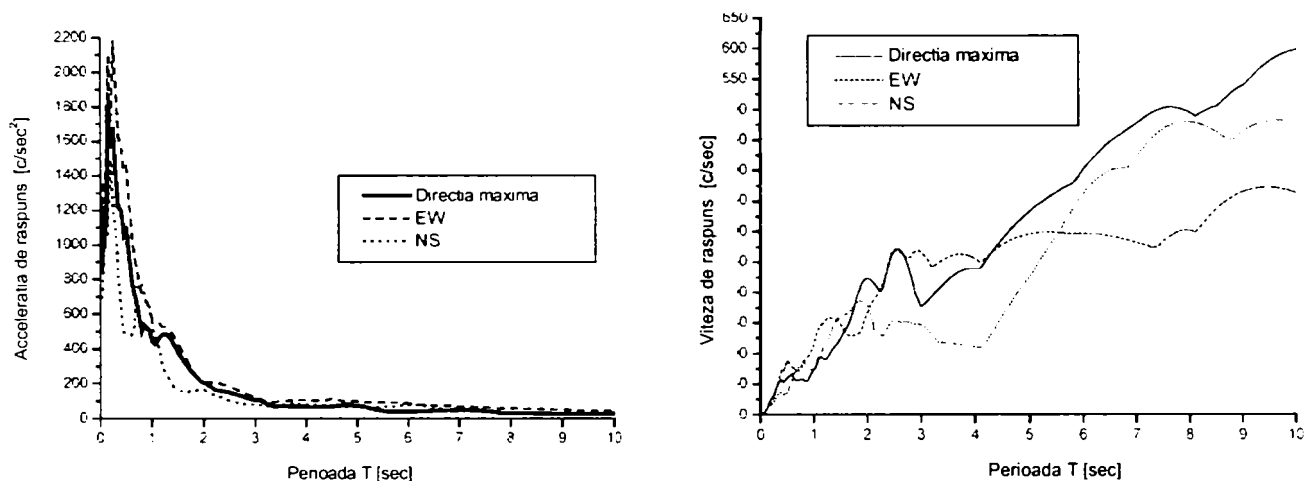 Acceleratia de raspuns [c/sec²]
2200
2000
1800
1600
1400
1200
1000
800
600
400
200
0
Directia maxima
EW
NS
0 1 2 3 4 5 6 7 8 9 10
Perioada T [sec]
Viteza de raspuns [c/sec]
650
600
550
Directia maxima
EW
NS
0 1 2 3 4 5 6 7 8 9 10
Perioada T [sec]